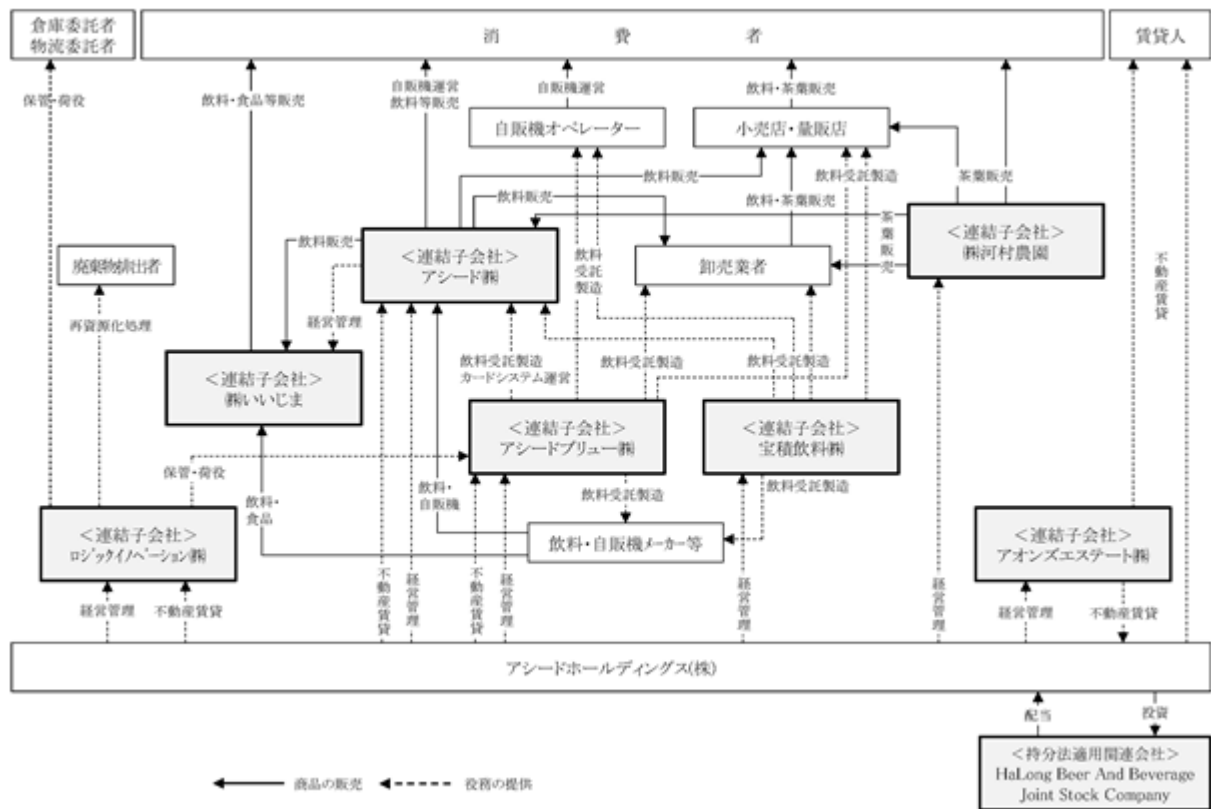 倉庫委託者
物流委託者
消費者
賃貸人
保管・荷役
飲料・食品等販売
自販機運営
飲料等販売
自販機運営
飲料・茶葉販売
自販機オペレーター
小売店・量販店
飲料販売
飲料受託製造
茶葉販売
飲料販売
飲料・茶葉販売
飲料販売
<連結子会社>
アシード㈱
飲料
受託
製造
卸売業者
茶葉販売
<連結子会社>
㈱河村農園
不動産賃貸
廃棄物排出者
再資源化処理
経営管理
<連結子会社>
㈱いいじま
飲料受託製造
カードシステム運営
飲料受託製造
飲料受託製造
<連結子会社>
アシードブリュー㈱
<連結子会社>
宝積飲料㈱
保管・荷役
飲料・
食品
飲料・
自販機
飲料受託製造
飲料受託製造
<連結子会社>
ロジックイノベーション㈱
飲料・自販機メーカー等
<連結子会社>
アオンズエステート㈱
経営管理
不動産賃貸
不動産賃貸
経営管理
不動産賃貸
経営管理
経営管理
経営管理
経営管理
不動産賃貸
アシードホールディングス(株)
配当
投資
<持分法適用関連会社>
HaLong Beer And Beverage
Joint Stock Company
商品の販売
役務の提供